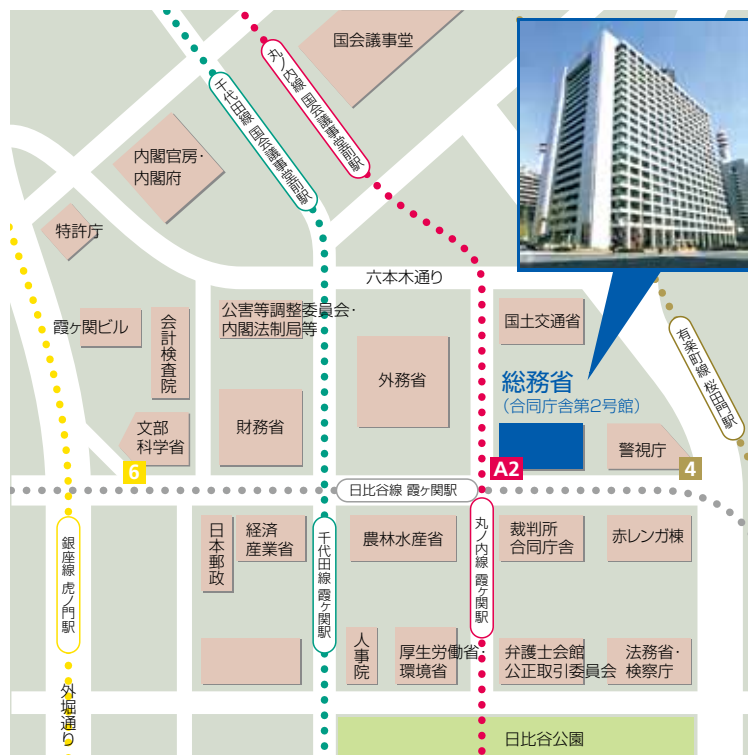 国会議事堂
丸ノ内線 国会議事堂前駅
千代田線 国会議事堂前駅
内閣官房・
内閣府
特許庁
六本木通り
霞ヶ関ビル
会計検査院
公害等調整委員会・
内閣法制局等
外務省
国土交通省
有楽町線 桜田門駅
総務省
(合同庁舎第2号館)
文部
科学省
財務省
警視庁
6
A2
4
日比谷線 霞ヶ関駅
銀座線 虎ノ門駅
日本郵政
経済
産業省
千代田線 霞ヶ関駅
農林水産省
丸ノ内線 霞ヶ関駅
裁判所
合同庁舎
赤レンガ棟
人事院
厚生労働省・
環境省
弁護士会館
公正取引委員会
法務省・
検察庁
外堀通り
日比谷公園